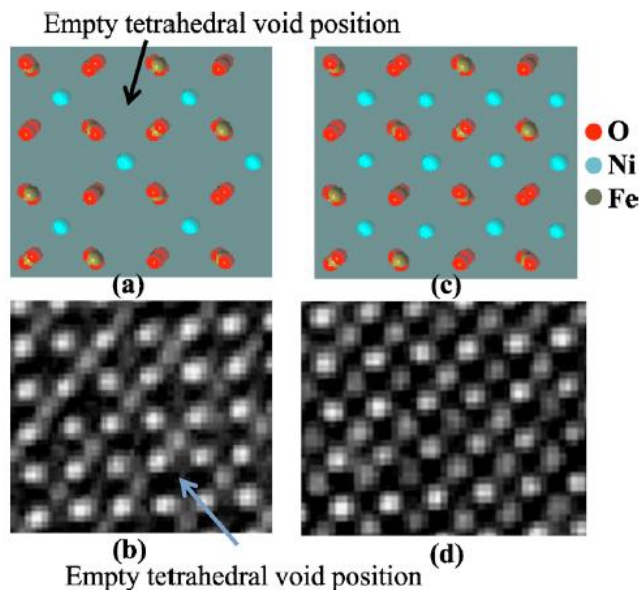 Empty tetrahedral void position
O
Ni
Fe
(a)
(c)
(b)
(d)
Empty tetrahedral void position